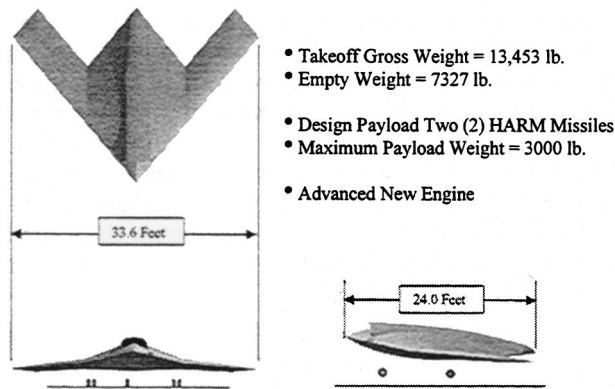 • Takeoff Gross Weight = 13,453 lb.
• Empty Weight = 7327 lb.
• Design Payload Two (2) HARM Missiles
• Maximum Payload Weight = 3000 lb.
• Advanced New Engine
33.6 Feet
24.0 Feet